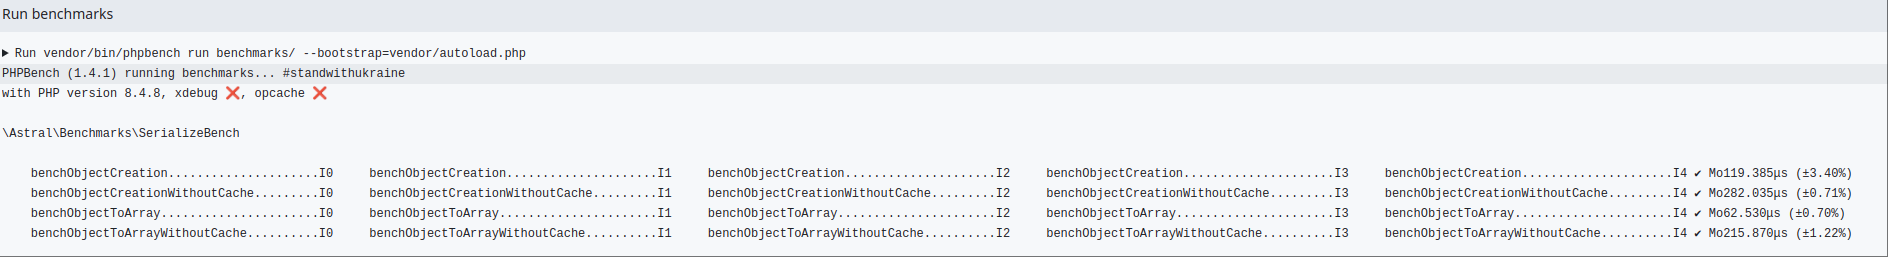 Run benchmarks
▶ Run vendor/bin/phpbench run benchmarks/ --bootstrap=vendor/autoload.php
PHPBench (1.4.1) running benchmarks... #standwithukraine
with PHP version 8.4.8, xdebug ❌, opcache ❌
\Astral\Benchmarks\SerializeBench
benchObjectCreation.....................I0 benchObjectCreation.....................I1 benchObjectCreation.....................I2 benchObjectCreation.....................I3 benchObjectCreation.....................I4 ✔ Mo119.385μs (±3.40%)
benchObjectCreationWithoutCache.........I0 benchObjectCreationWithoutCache.........I1 benchObjectCreationWithoutCache.........I2 benchObjectCreationWithoutCache.........I3 benchObjectCreationWithoutCache.........I4 ✔ Mo282.035μs (±0.71%)
benchObjectToArray......................I0 benchObjectToArray......................I1 benchObjectToArray......................I2 benchObjectToArray......................I3 benchObjectToArray......................I4 ✔ Mo62.530μs (±0.70%)
benchObjectToArrayWithoutCache..........I0 benchObjectToArrayWithoutCache..........I1 benchObjectToArrayWithoutCache..........I2 benchObjectToArrayWithoutCache..........I3 benchObjectToArrayWithoutCache..........I4 ✔ Mo215.870μs (±1.22%)